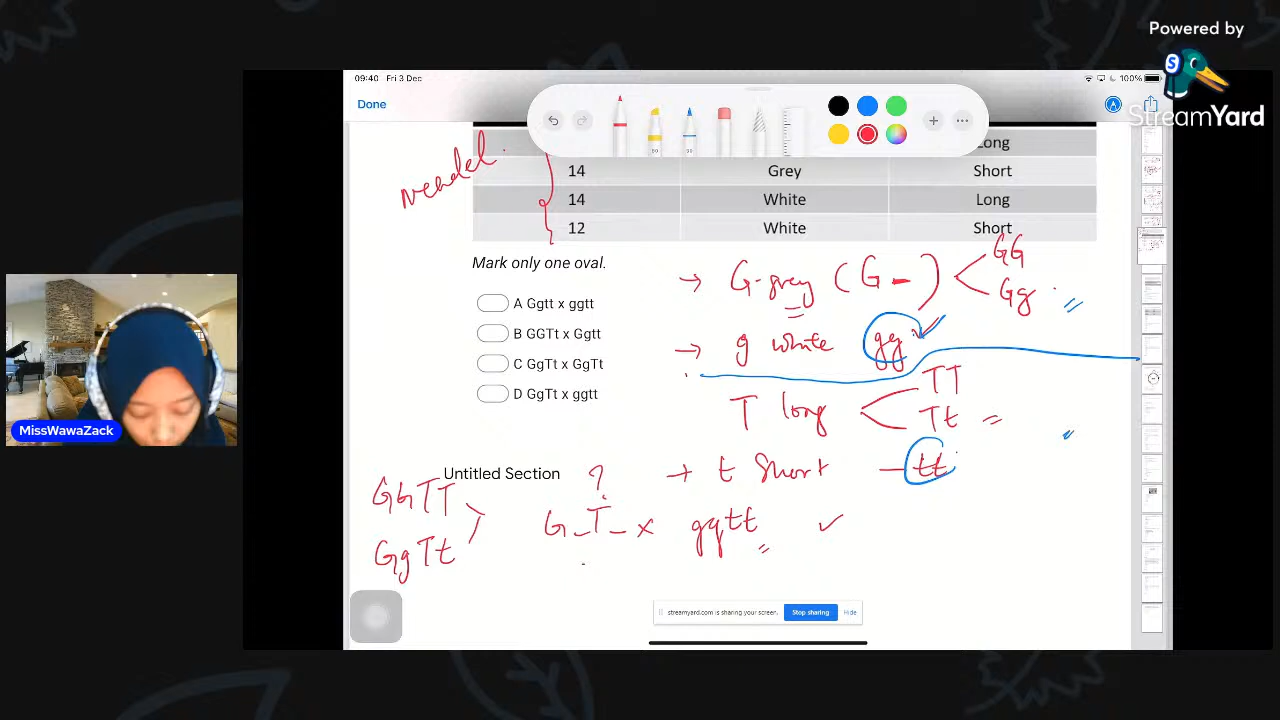 Powered by
StreamYard
09:40 Fri 3 Dec
100%
Done
Long
14 Grey Short
14 White Long
12 White Short
Mendel
Mark only one oval.
A Ggtt x ggtt
B GGTt x Ggtt
C GgTt x GgTt
D GgTt x ggtt
→ G-grey (G-) GG
Gg
→ g white gg
T long TT
Tt =
→ t short - tt
Untitled Section
?
GGTT
GgTt
G_T_ x ggtt ✓
MissWawaZack
streamyard.com is sharing your screen. Stop sharing Hide